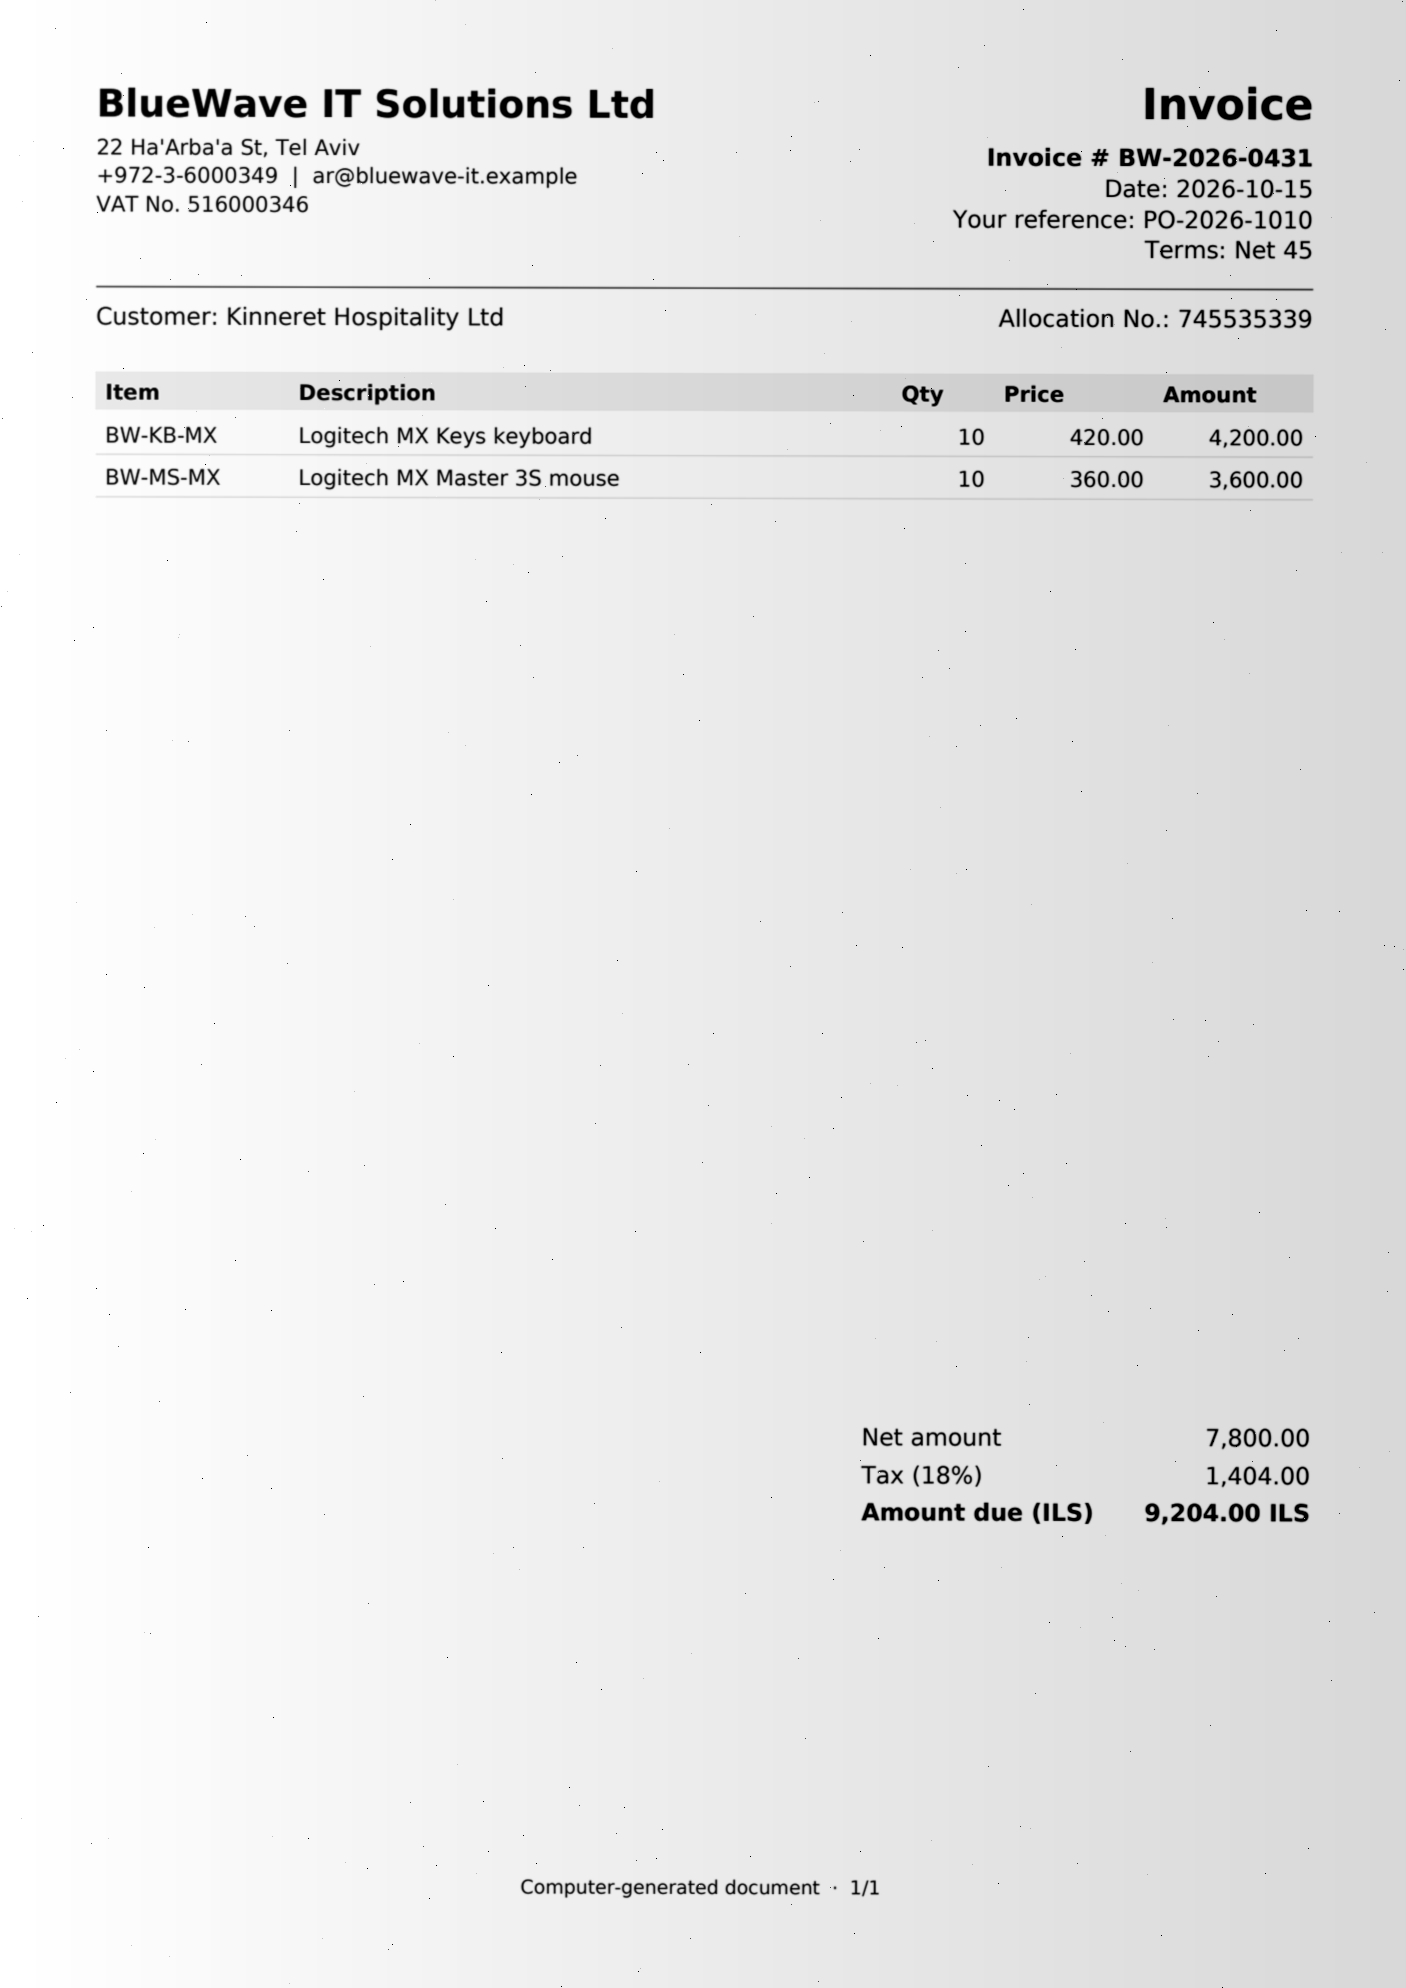 BlueWave IT Solutions Ltd
22 Ha'Arba'a St, Tel Aviv
+972-3-6000349 | ar@bluewave-it.example
VAT No. 516000346
Invoice
Invoice # BW-2026-0431
Date: 2026-10-15
Your reference: PO-2026-1010
Terms: Net 45
Customer: Kinneret Hospitality Ltd
Allocation No.: 745535339
Item Description Qty Price Amount
BW-KB-MX Logitech MX Keys keyboard 10 420.00 4,200.00
BW-MS-MX Logitech MX Master 3S mouse 10 360.00 3,600.00
Net amount 7,800.00
Tax (18%) 1,404.00
Amount due (ILS) 9,204.00 ILS
Computer-generated document · 1/1